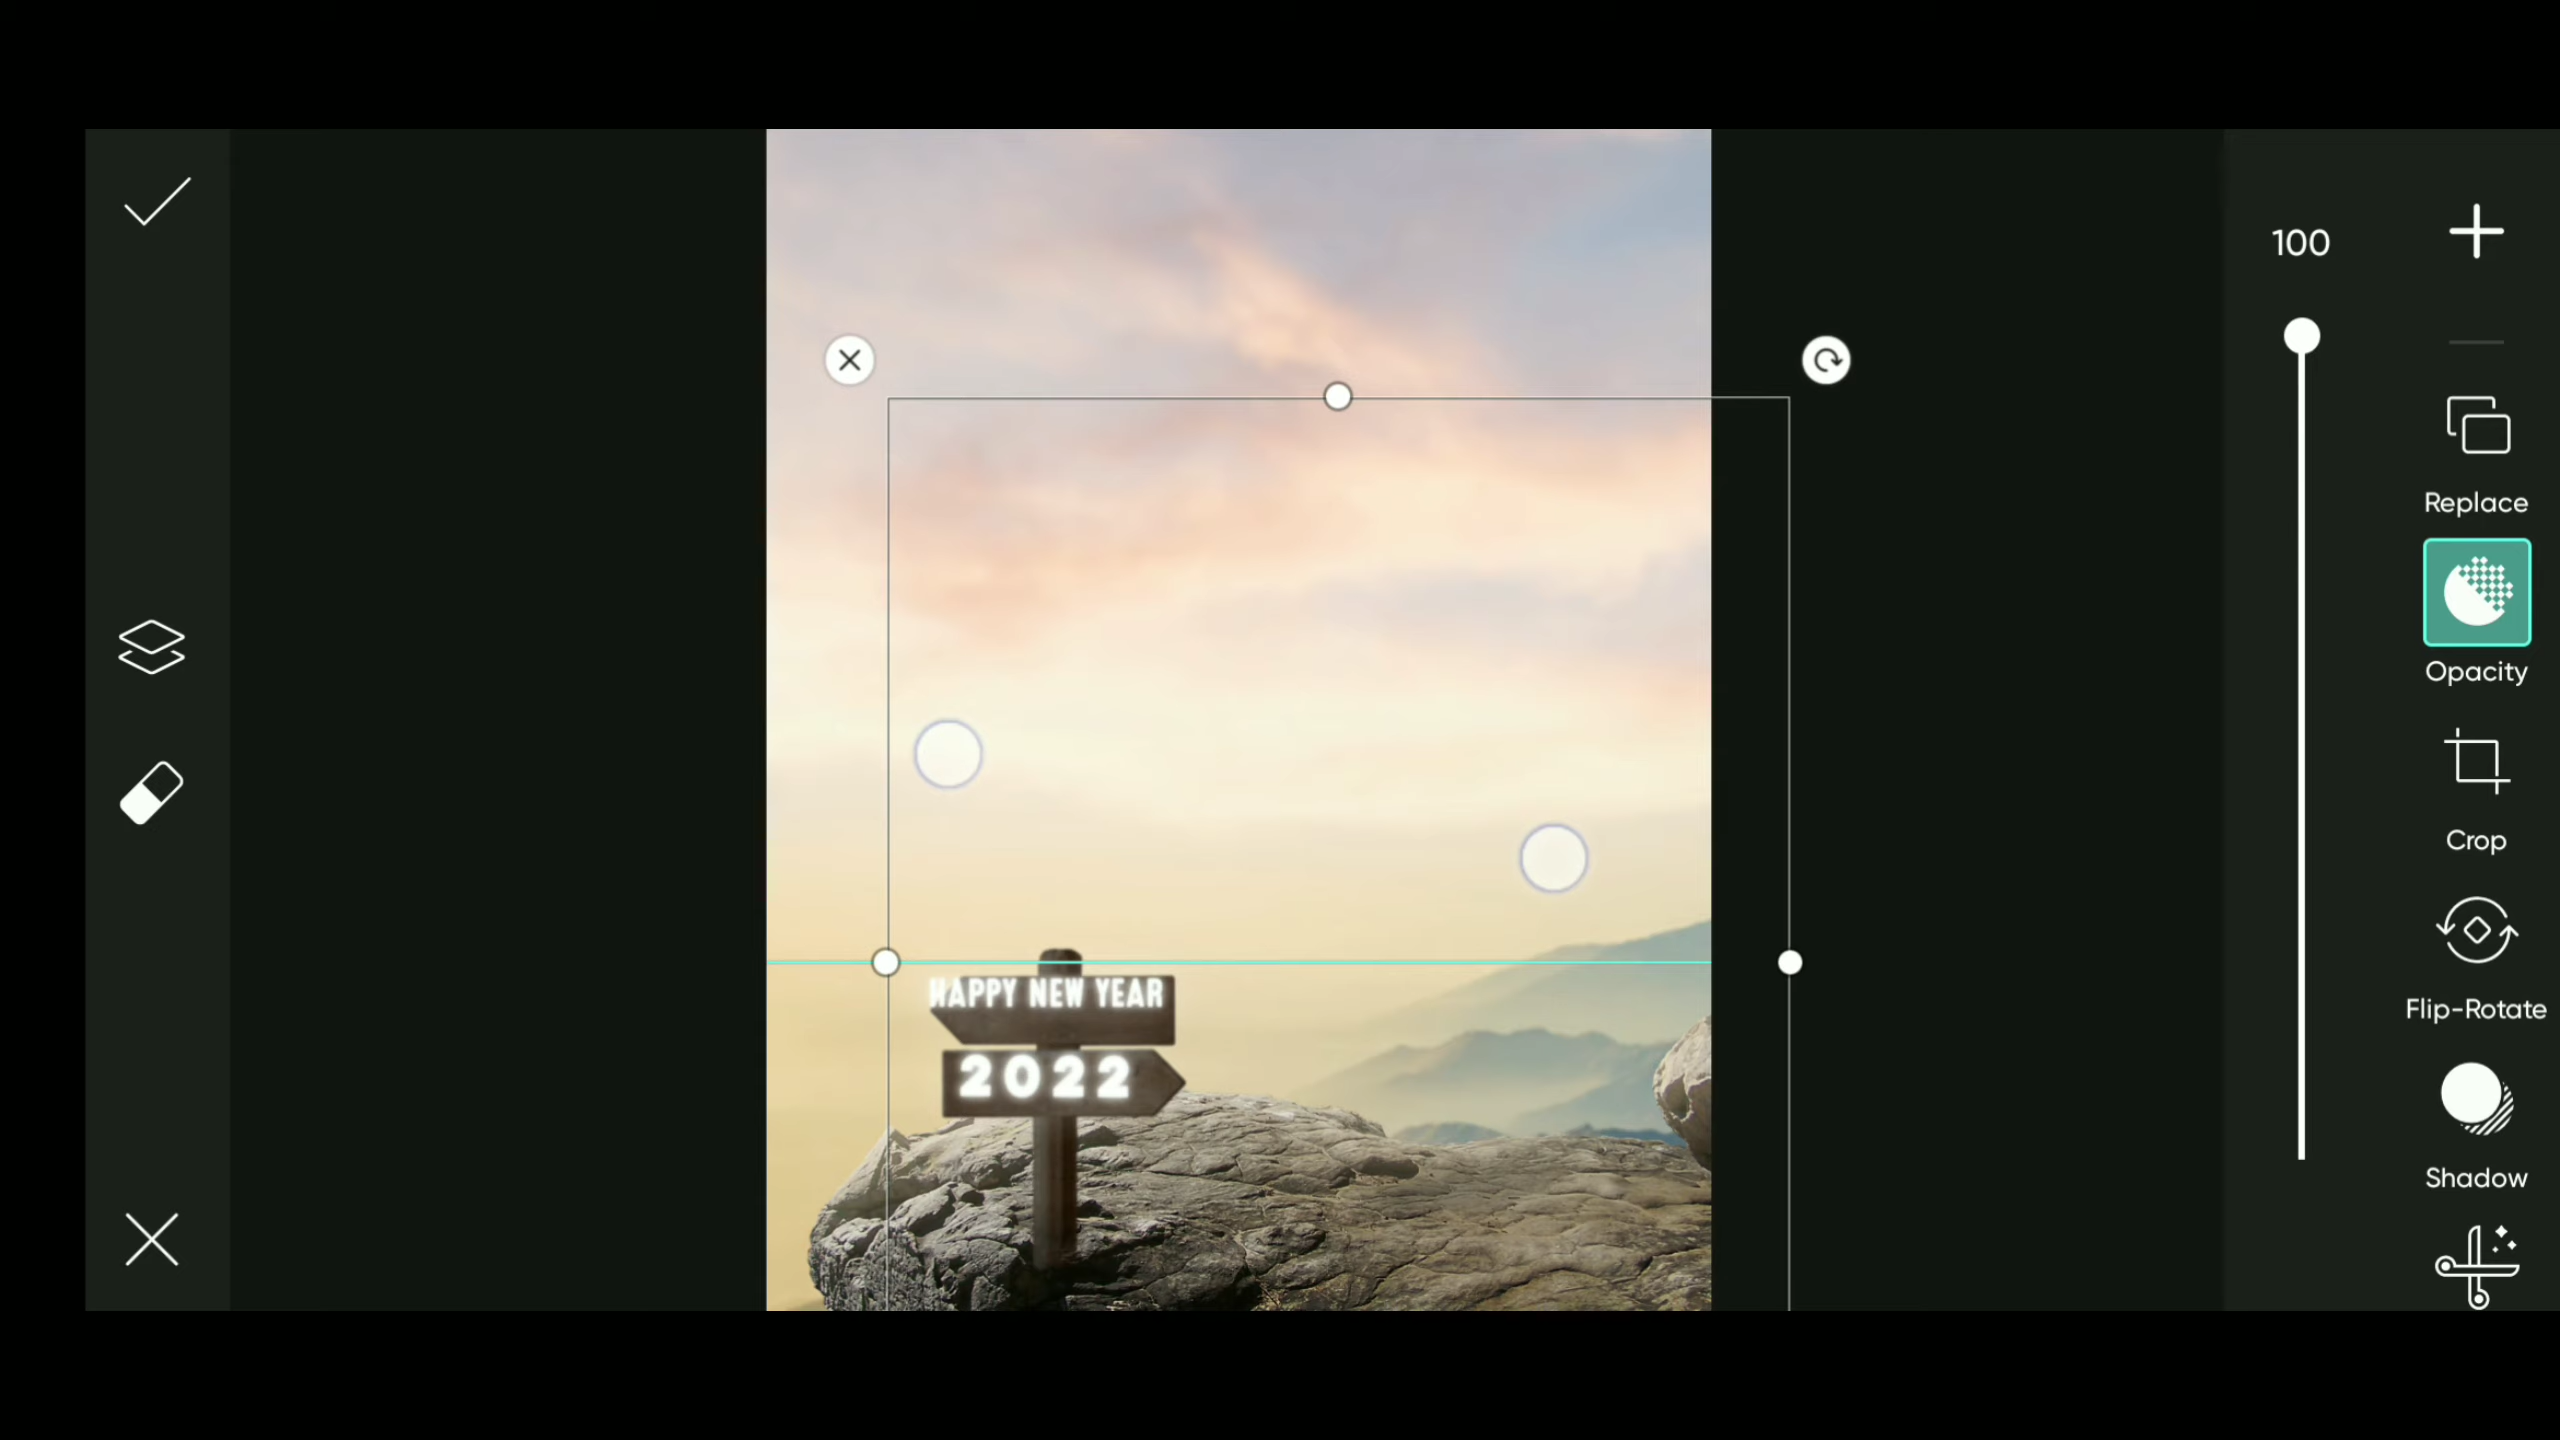 100
Replace
Opacity
Crop
HAPPY NEW YEAR
Flip-Rotate
2022
Shadow